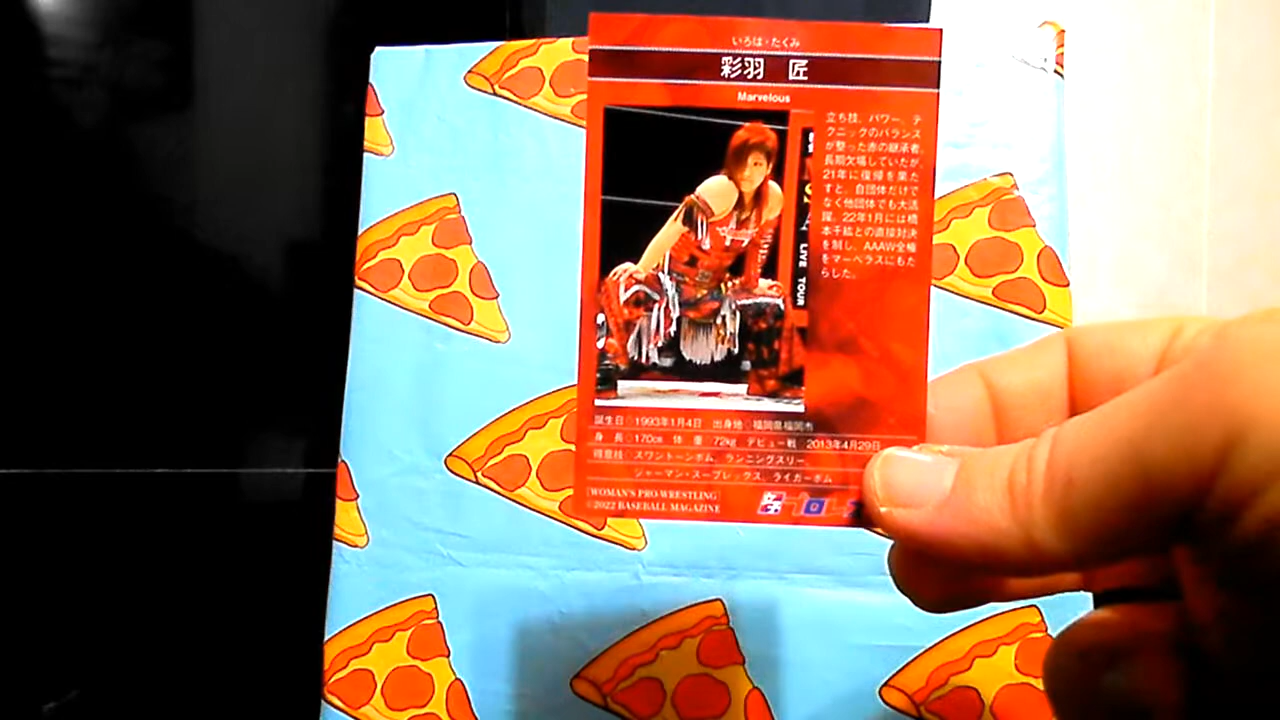 いろは・たくみ
彩羽 匠
Marvelous
立ち技、パワー、テ
クニックのバランス
が整った赤の継承者。
長期欠場していたが、
21年に復帰を果た
すと、自団体だけで
なく他団体でも大活
躍。22年1月には橋
本千紘との直接対決
を制し、AAAW全権
をマーベラスにもた
らした。
LIVE TOUR
誕生日◇1993年1月4日 出身地◇福岡県福岡市
身 長◇170cm 体 重 72kg デビュー戦◇2013年4月29日
得意技◇スワントーンボム、ランニングスリー
シャーマン・スープレックス、ライガーボム
[WOMAN'S PRO-WRESTLING]
©2022 BASEBALL MAGAZINE
プロレ